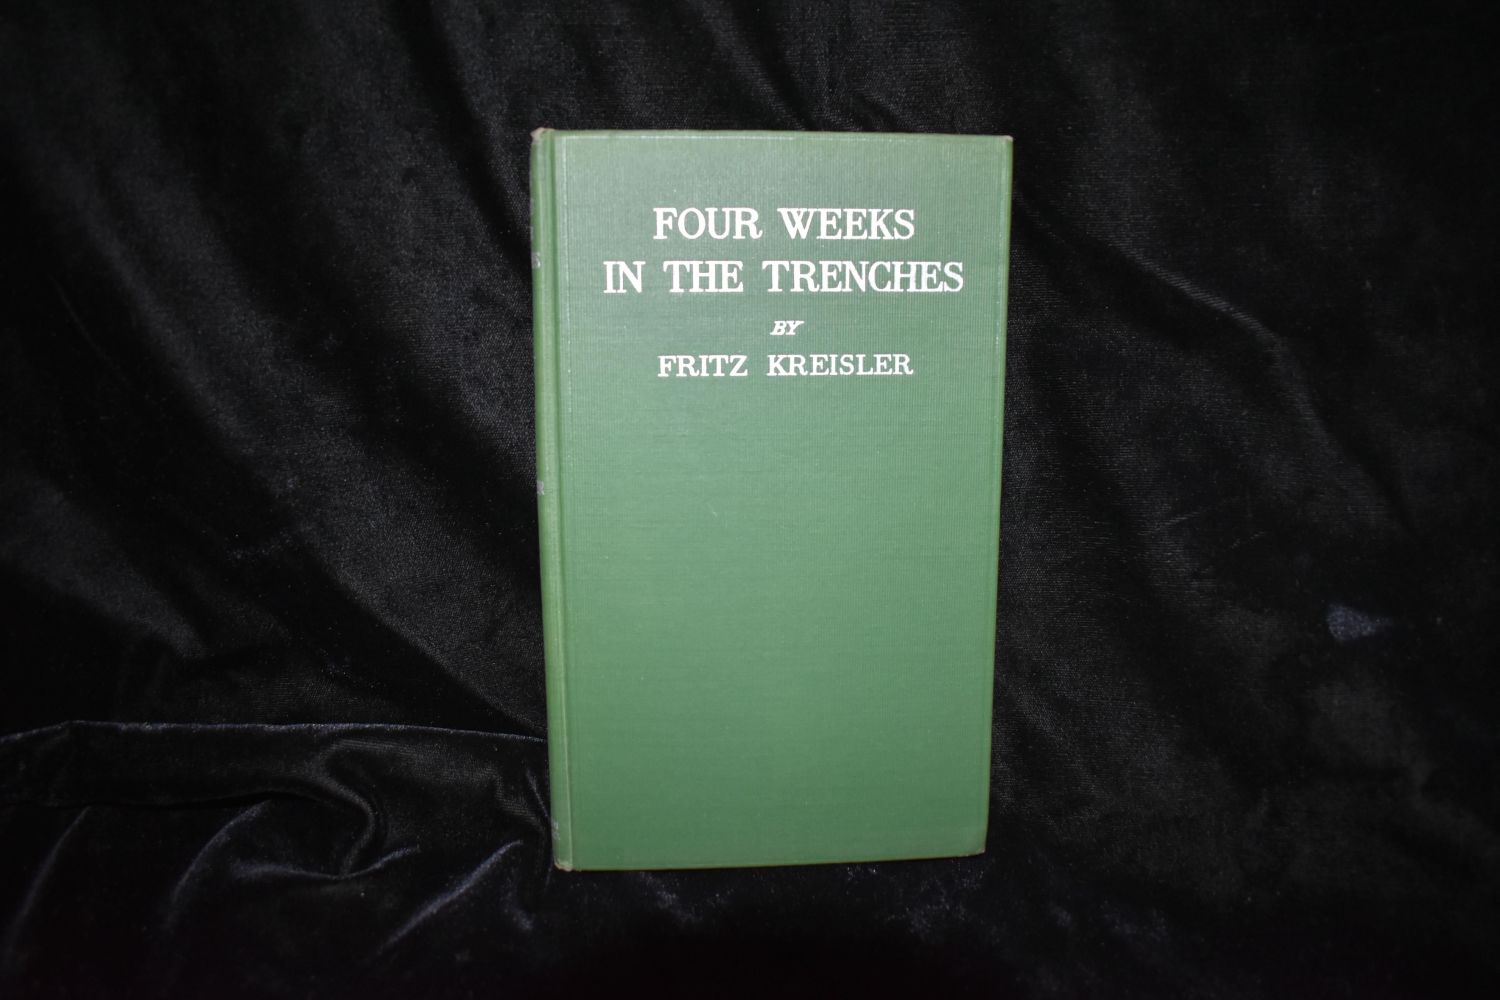 FOUR WEEKS
IN THE TRENCHES
BY
FRITZ KREISLER